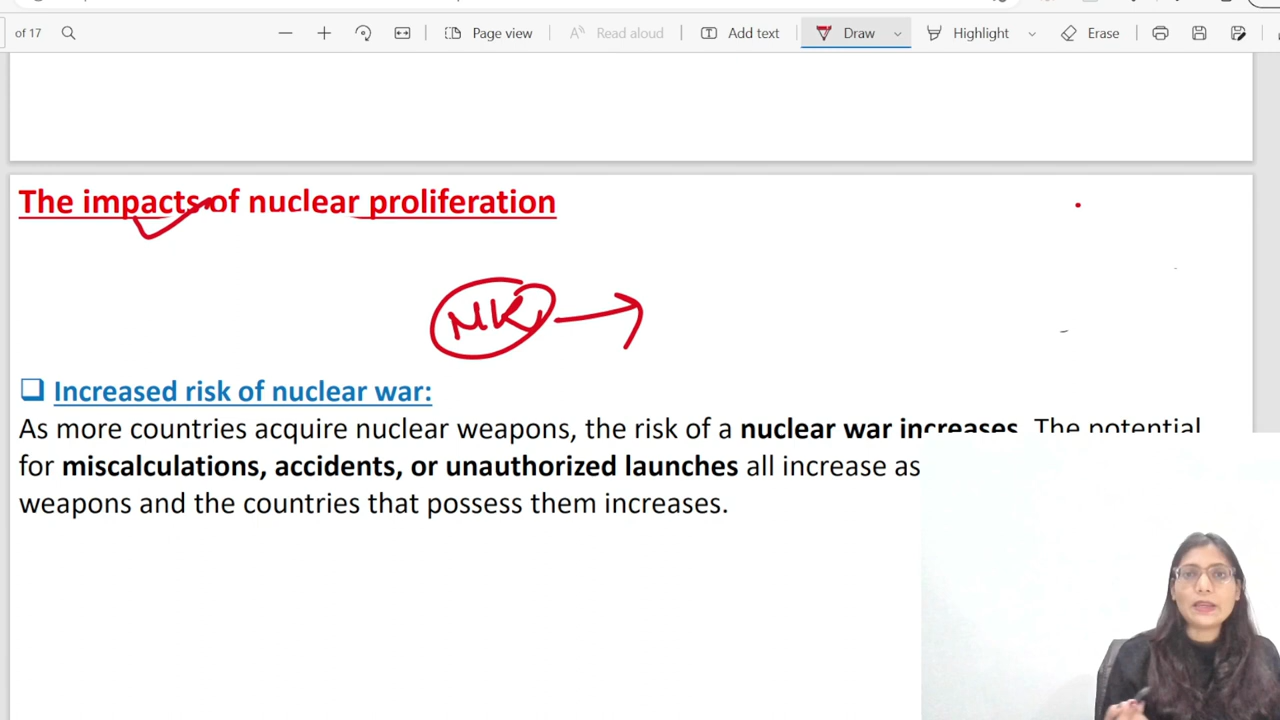 of 17 Page view Read aloud Add text Draw Highlight Erase
The impacts of nuclear proliferation
NK
Increased risk of nuclear war:
As more countries acquire nuclear weapons, the risk of a nuclear war increases. The potential
for miscalculations, accidents, or unauthorized launches all increase as
weapons and the countries that possess them increases.